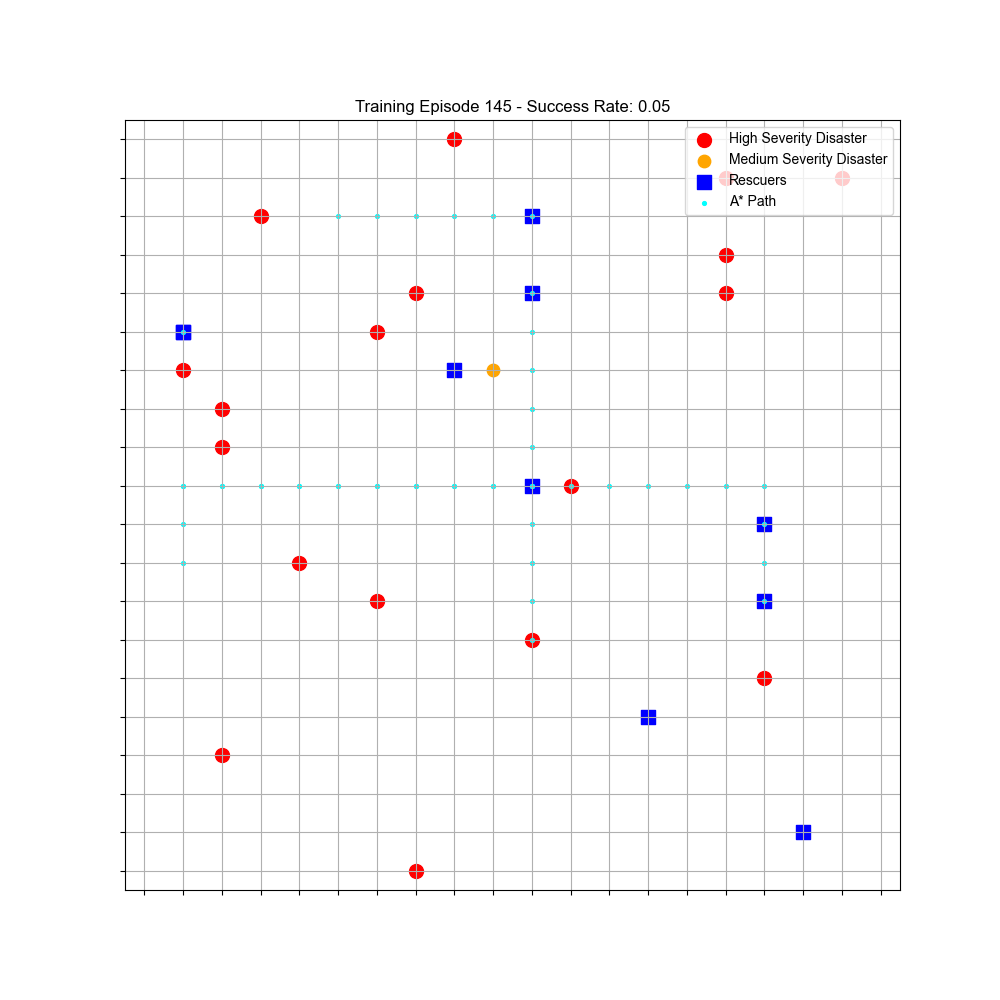 Training Episode 145 - Success Rate: 0.05
High Severity Disaster
Medium Severity Disaster
Rescuers
A* Path